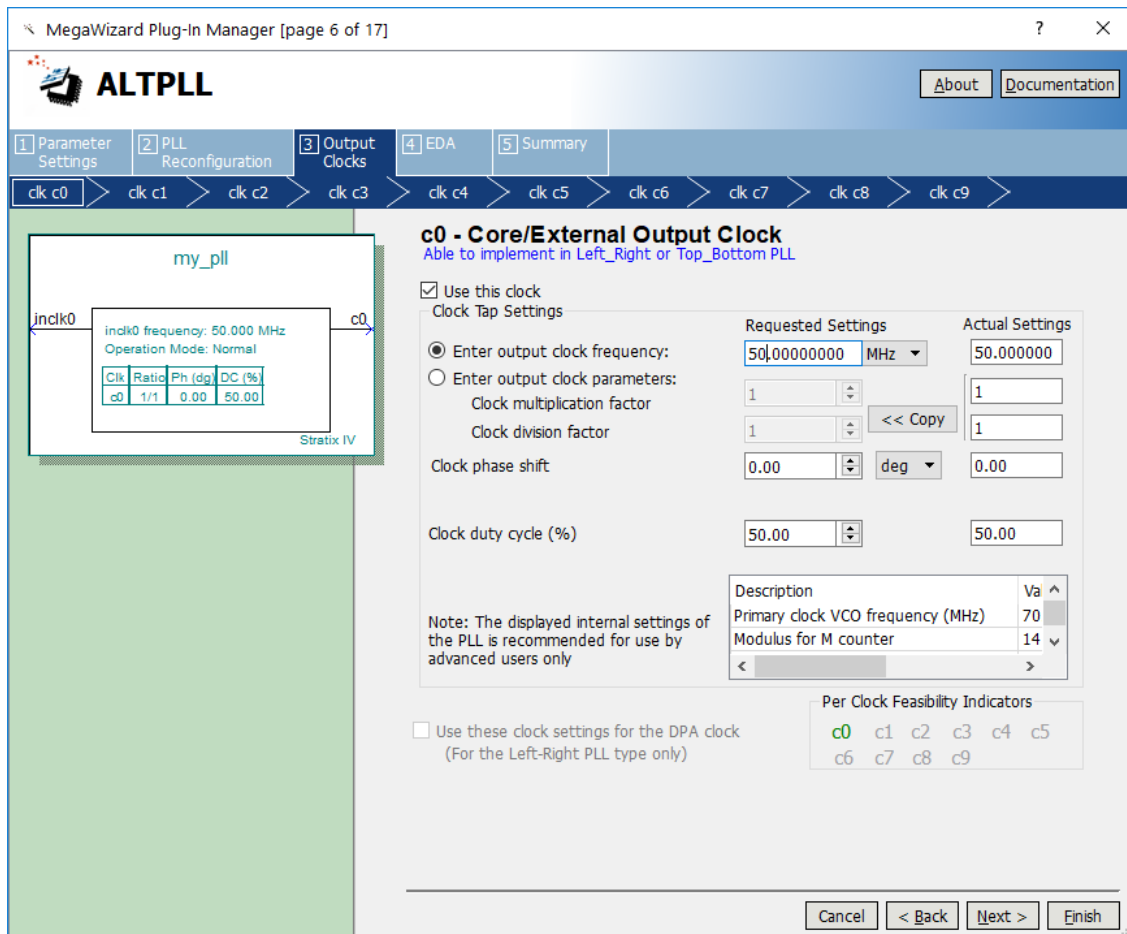 MegaWizard Plug-In Manager [page 6 of 17]
?
ALTPLL
About
Documentation
1 Parameter Settings
2 PLL Reconfiguration
3 Output Clocks
4 EDA
5 Summary
clk c0
clk c1
clk c2
clk c3
clk c4
clk c5
clk c6
clk c7
clk c8
clk c9
my_pll
inclk0
c0
inclk0 frequency: 50.000 MHz
Operation Mode: Normal
Clk Ratio Ph (dg) DC (%)
c0 1/1 0.00 50.00
Stratix IV
c0 - Core/External Output Clock
Able to implement in Left_Right or Top_Bottom PLL
Use this clock
Clock Tap Settings
Requested Settings
Actual Settings
Enter output clock frequency:
50.00000000
MHz
50.000000
Enter output clock parameters:
Clock multiplication factor
1
<< Copy
1
Clock division factor
1
1
Clock phase shift
0.00
deg
0.00
Clock duty cycle (%)
50.00
50.00
Note: The displayed internal settings of
the PLL is recommended for use by
advanced users only
Description
Primary clock VCO frequency (MHz) 70
Modulus for M counter 14
Per Clock Feasibility Indicators
c0 c1 c2 c3 c4 c5
c6 c7 c8 c9
Use these clock settings for the DPA clock
(For the Left-Right PLL type only)
Cancel
< Back
Next >
Finish